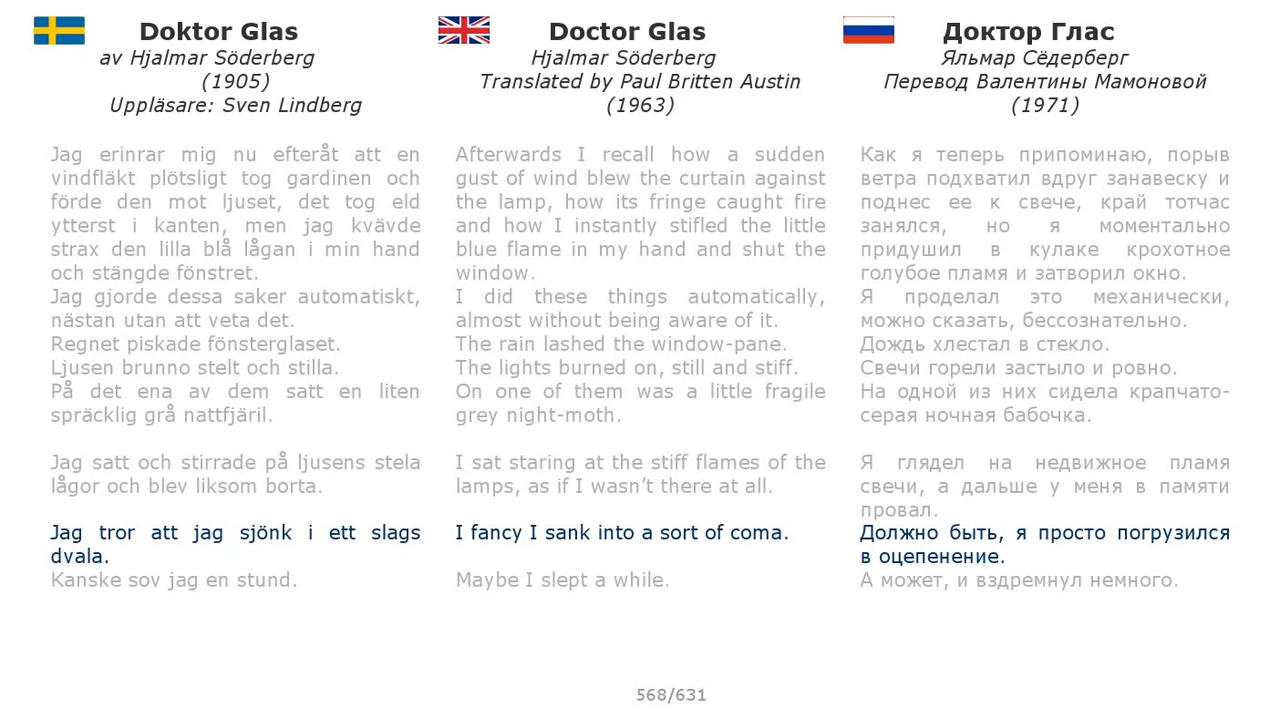 Doktor Glas
av Hjalmar Söderberg
(1905)
Uppläsare: Sven Lindberg
Jag erinrar mig nu efteråt att en
vindfläkt plötsligt tog gardinen och
förde den mot ljuset, det tog eld
ytterst i kanten, men jag kvävde
strax den lilla blå lågan i min hand
och stängde fönstret.
Jag gjorde dessa saker automatiskt,
nästan utan att veta det.
Regnet piskade fönsterglaset.
Ljusen brunno stelt och stilla.
På det ena av dem satt en liten
spräcklig grå nattfjäril.
Jag satt och stirrade på ljusens stela
lågor och blev liksom borta.
Jag tror att jag sjönk i ett slags
dvala.
Kanske sov jag en stund.
Doctor Glas
Hjalmar Söderberg
Translated by Paul Britten Austin
(1963)
Afterwards I recall how a sudden
gust of wind blew the curtain against
the lamp, how its fringe caught fire
and how I instantly stifled the little
blue flame in my hand and shut the
window.
I did these things automatically,
almost without being aware of it.
The rain lashed the window-pane.
The lights burned on, still and stiff.
On one of them was a little fragile
grey night-moth.
I sat staring at the stiff flames of the
lamps, as if I wasn’t there at all.
I fancy I sank into a sort of coma.
Maybe I slept a while.
Доктор Глас
Яльмар Сёдерберг
Перевод Валентины Мамоновой
(1971)
Как я теперь припоминаю, порыв
ветра подхватил вдруг занавеску и
поднес ее к свече, край тотчас
занялся, но я моментально
придушил в кулаке крохотное
голубое пламя и затворил окно.
Я проделал это механически,
можно сказать, бессознательно.
Дождь хлестал в стекло.
Свечи горели застыло и ровно.
На одной из них сидела крапчато-
серая ночная бабочка.
Я глядел на недвижное пламя
свечи, а дальше у меня в памяти
провал.
Должно быть, я просто погрузился
в оцепенение.
А может, и вздремнул немного.
568/631